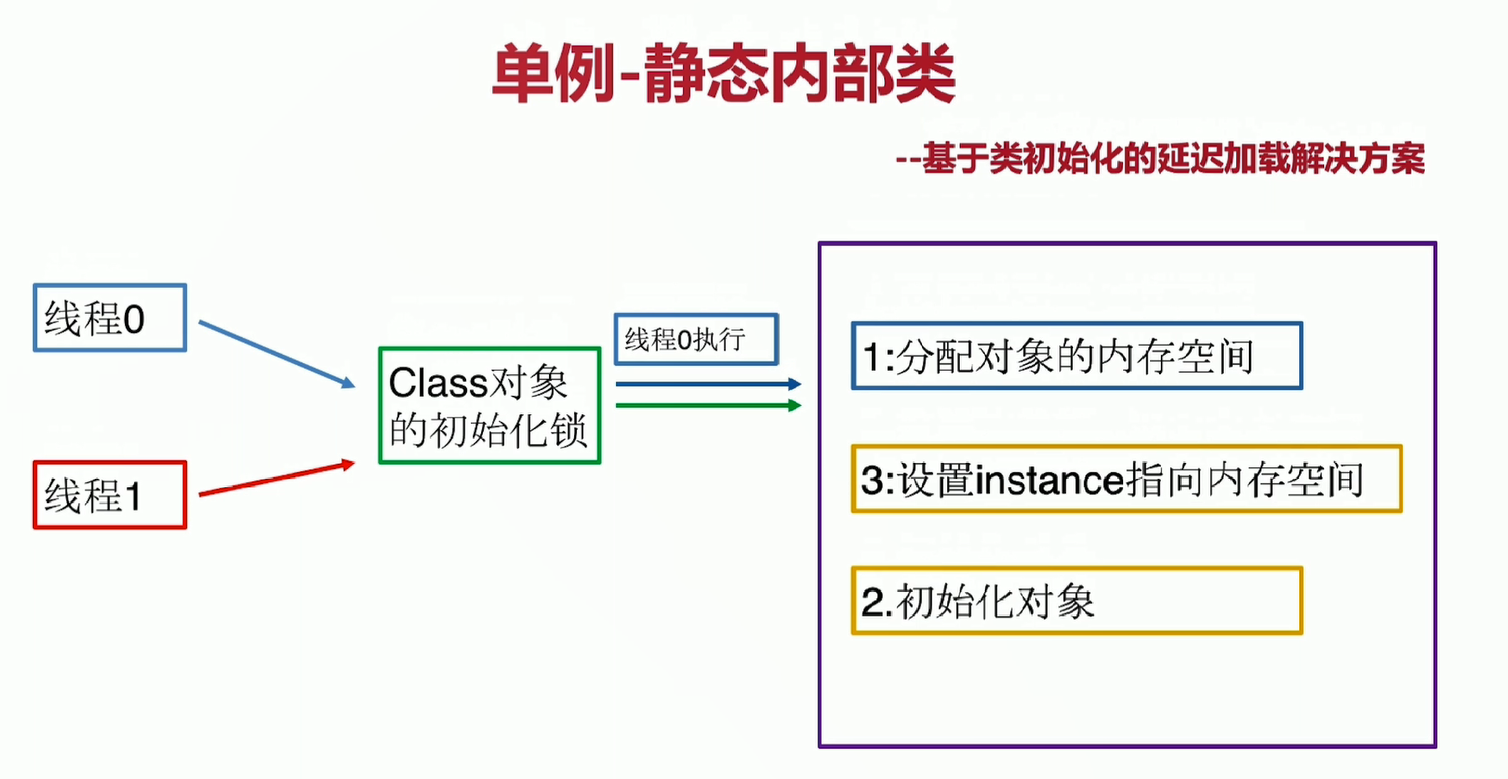 单例-静态内部类
--基于类初始化的延迟加载解决方案
线程0
线程1
Class对象
的初始化锁
线程0执行
1:分配对象的内存空间
3:设置instance指向内存空间
2.初始化对象